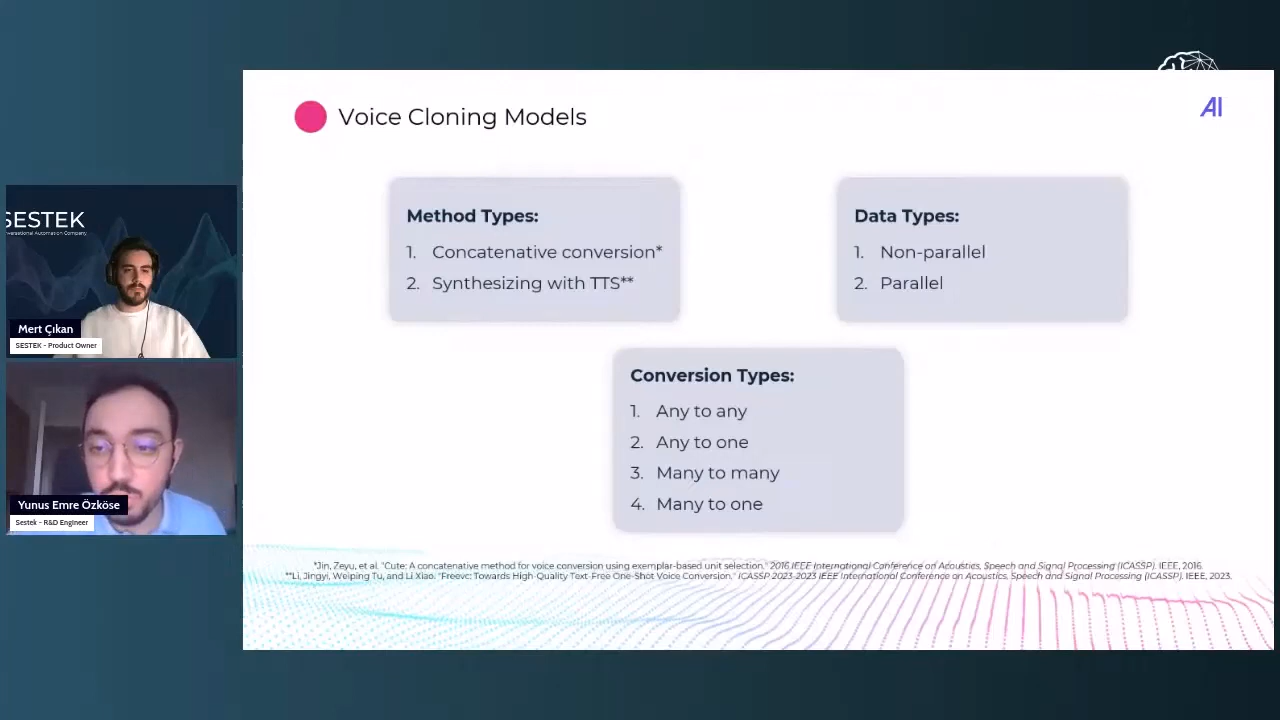 Voice Cloning Models
AI
Method Types:
1. Concatenative conversion*
2. Synthesizing with TTS**
Data Types:
1. Non-parallel
2. Parallel
Conversion Types:
1. Any to any
2. Any to one
3. Many to many
4. Many to one
*Jin, Zeyu, et al. "Cute: A concatenative method for voice conversion using exemplar-based unit selection." 2016 IEEE International Conference on Acoustics, Speech and Signal Processing (ICASSP). IEEE, 2016.
**Li, Jingyi, Weiping Tu, and Li Xiao. "Freevc: Towards High-Quality Text-Free One-Shot Voice Conversion." ICASSP 2023-2023 IEEE International Conference on Acoustics, Speech and Signal Processing (ICASSP). IEEE, 2023.
SESTEK
Mert Çıkan
SESTEK - Product Owner
Yunus Emre Özköse
Sestek - R&D Engineer